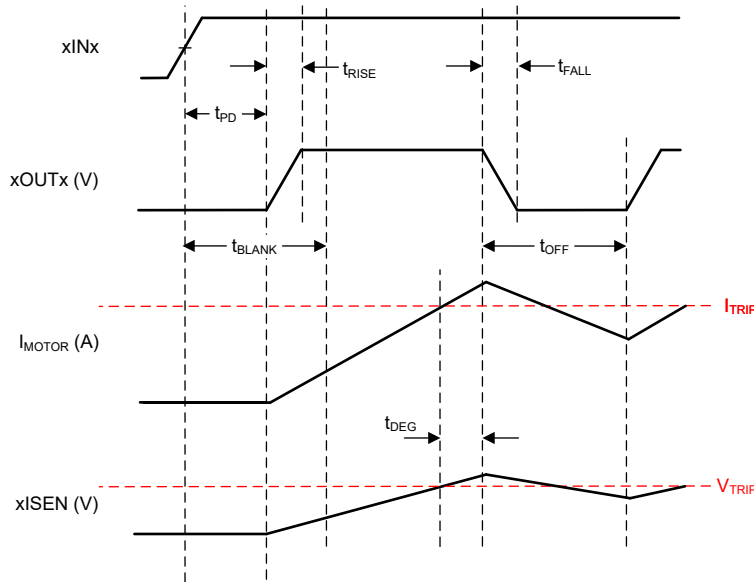 xINx
tRISE
tFALL
tPD
xOUTx (V)
tBLANK
tOFF
ITRIP
IMOTOR (A)
tDEG
VTRIP
xISEN (V)